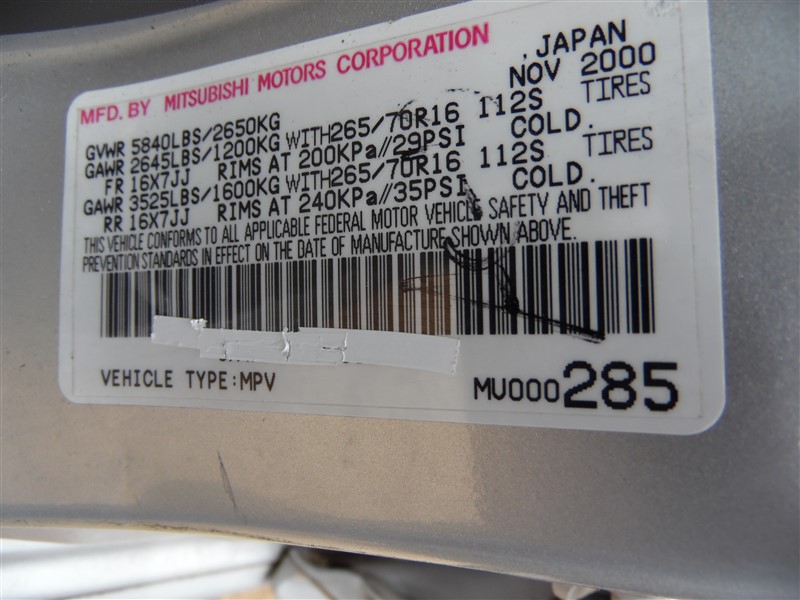 MFD. BY MITSUBISHI MOTORS CORPORATION , JAPAN
NOV 2000
GVWR 5840LBS/2650KG
GAWR 2645LBS/1200KG WITH265/70R16 112S TIRES
FR 16X7JJ RIMS AT 200KPa//29PSI COLD.
GAWR 3525LBS/1600KG WITH265/70R16 112S TIRES
RR 16X7JJ RIMS AT 240KPa//35PSI COLD.
THIS VEHICLE CONFORMS TO ALL APPLICABLE FEDERAL MOTOR VEHICLE SAFETY AND THEFT
PREVENTION STANDARDS IN EFFECT ON THE DATE OF MANUFACTURE SHOWN ABOVE.
VEHICLE TYPE:MPV MU000285